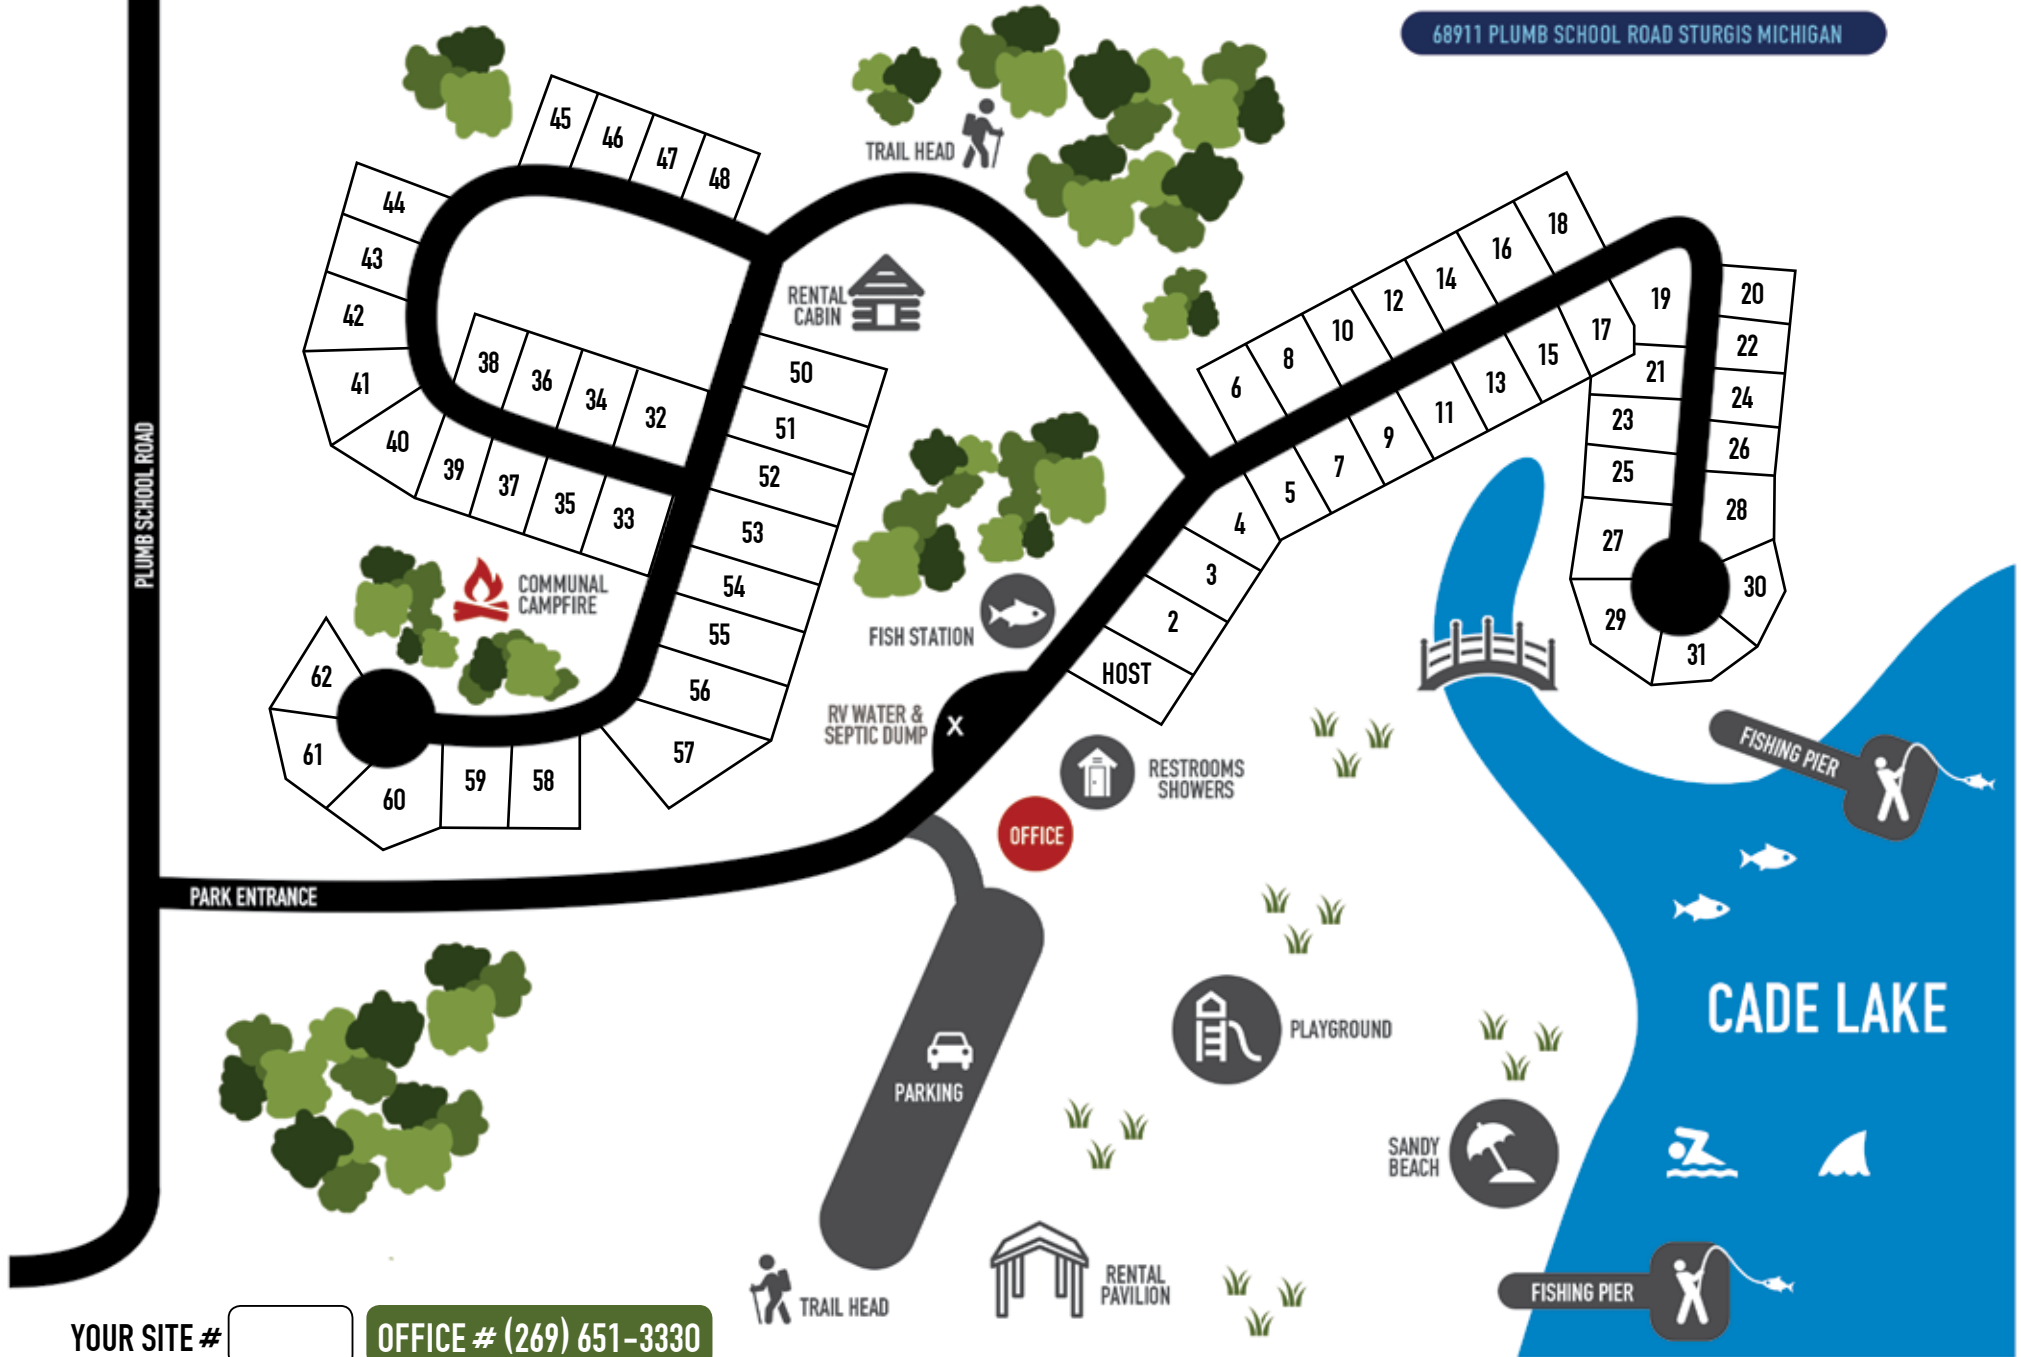 68911 PLUMB SCHOOL ROAD STURGIS MICHIGAN
45
46
47
48
TRAIL HEAD
44
43
42
41
40
RENTAL
CABIN
38
36
34
32
39
37
35
33
50
51
52
53
54
55
56
57
18
16
14
12
10
8
6
19
17
15
13
11
9
7
5
4
3
2
HOST
20
22
24
26
28
30
21
23
25
27
29
31
PLUMB SCHOOL ROAD
COMMUNAL
CAMPFIRE
FISH STATION
62
61
60
59
58
RV WATER &
SEPTIC DUMP
X
RESTROOMS
SHOWERS
OFFICE
FISHING PIER
PARK ENTRANCE
CADE LAKE
PLAYGROUND
PARKING
SANDY
BEACH
RENTAL
PAVILION
TRAIL HEAD
FISHING PIER
YOUR SITE #
OFFICE # (269) 651-3330